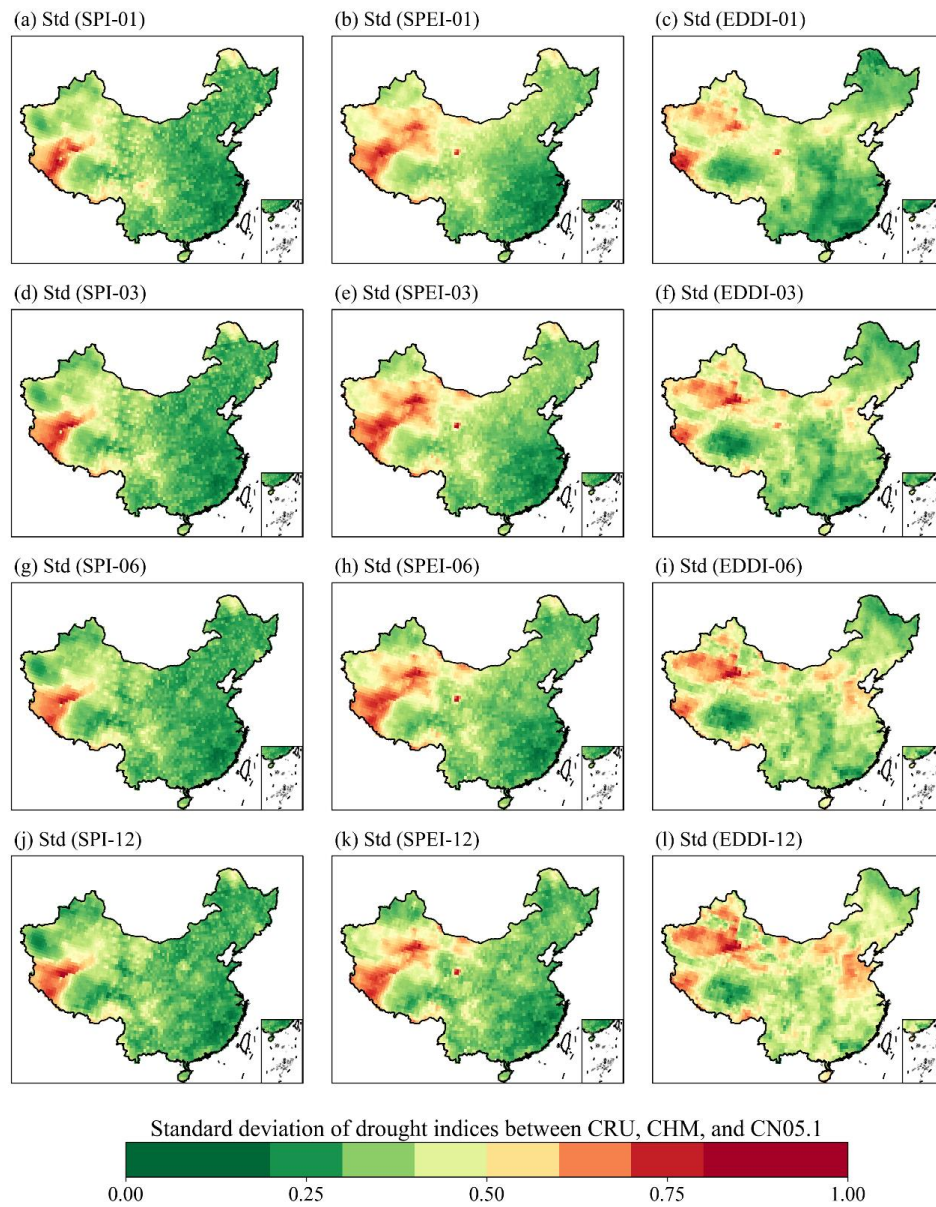 (a) Std (SPI-01)
(b) Std (SPEI-01)
(c) Std (EDDI-01)
(d) Std (SPI-03)
(e) Std (SPEI-03)
(f) Std (EDDI-03)
(g) Std (SPI-06)
(h) Std (SPEI-06)
(i) Std (EDDI-06)
(j) Std (SPI-12)
(k) Std (SPEI-12)
(l) Std (EDDI-12)
Standard deviation of drought indices between CRU, CHM, and CN05.1
0.00 0.25 0.50 0.75 1.00